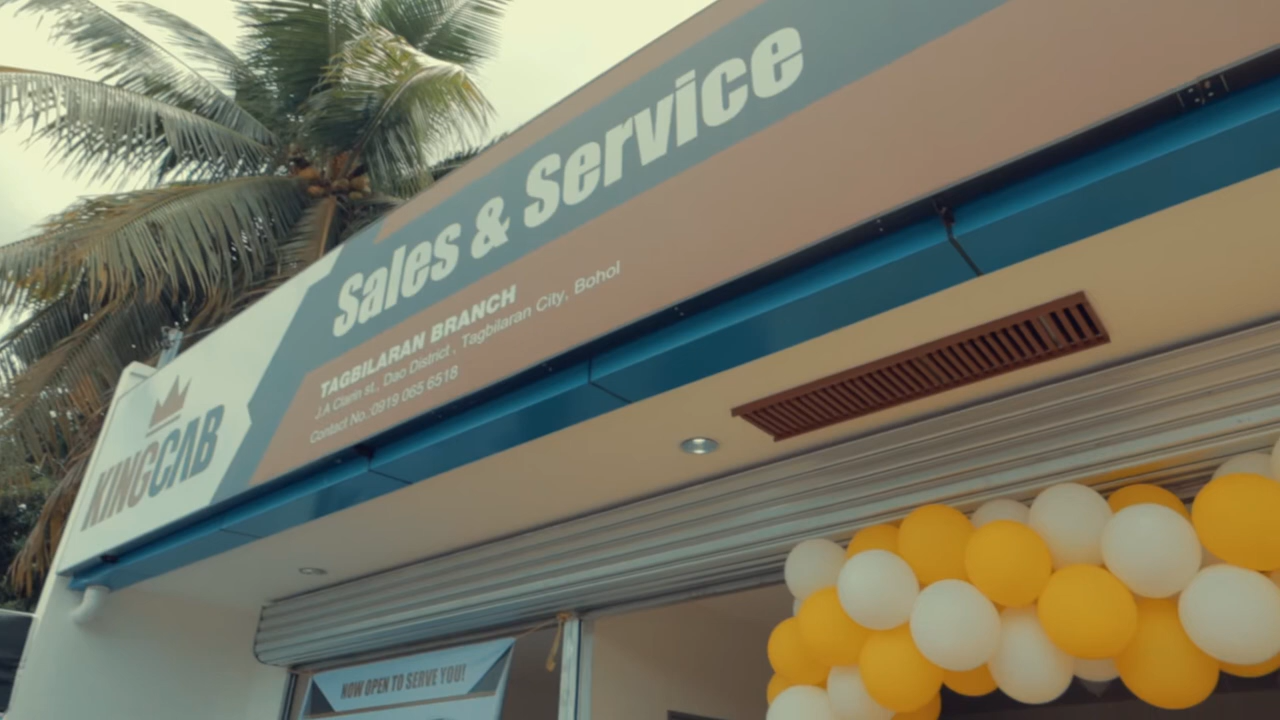 KINGCAB
Sales & Service
TAGBILARAN BRANCH
J.A Clarin st., Dao District , Tagbilaran City, Bohol
Contact No.:0919 065 6518
NOW OPEN TO SERVE YOU!